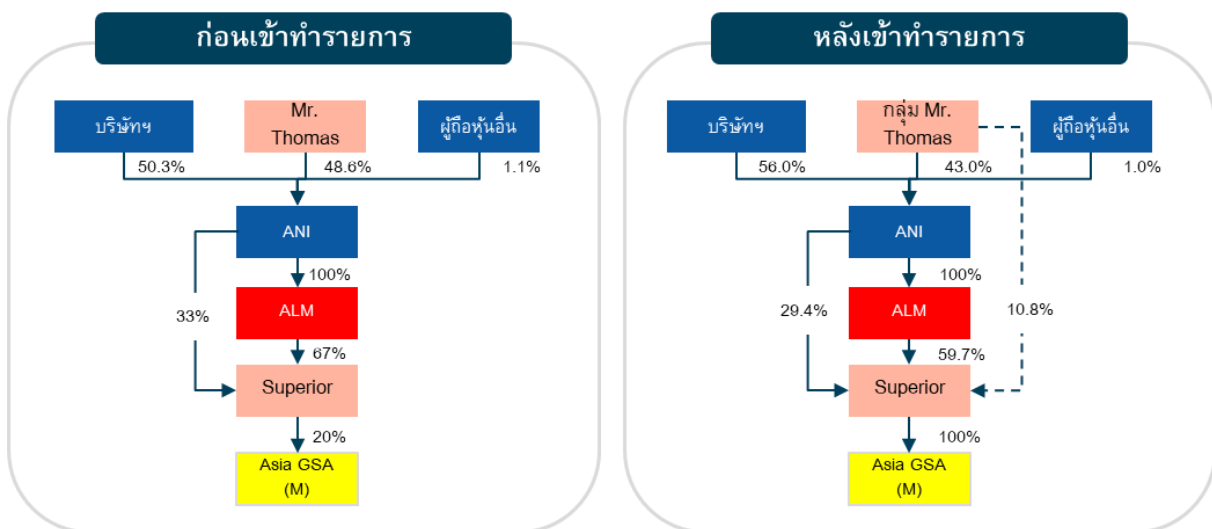 ก่อนเข้าทำรายการ
บริษัทฯ
Mr.
Thomas
ผู้ถือหุ้นอื่น
50.3%
48.6%
1.1%
ANI
100%
33%
ALM
67%
Superior
20%
Asia GSA
(M)
หลังเข้าทำรายการ
บริษัทฯ
กลุ่ม Mr.
Thomas
ผู้ถือหุ้นอื่น
56.0%
43.0%
1.0%
ANI
100%
29.4%
ALM
10.8%
59.7%
Superior
100%
Asia GSA
(M)